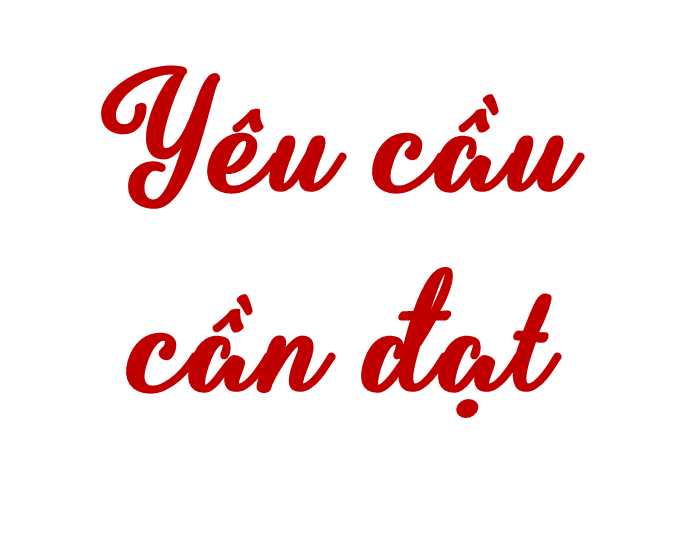 Yêu cầu
cần đạt